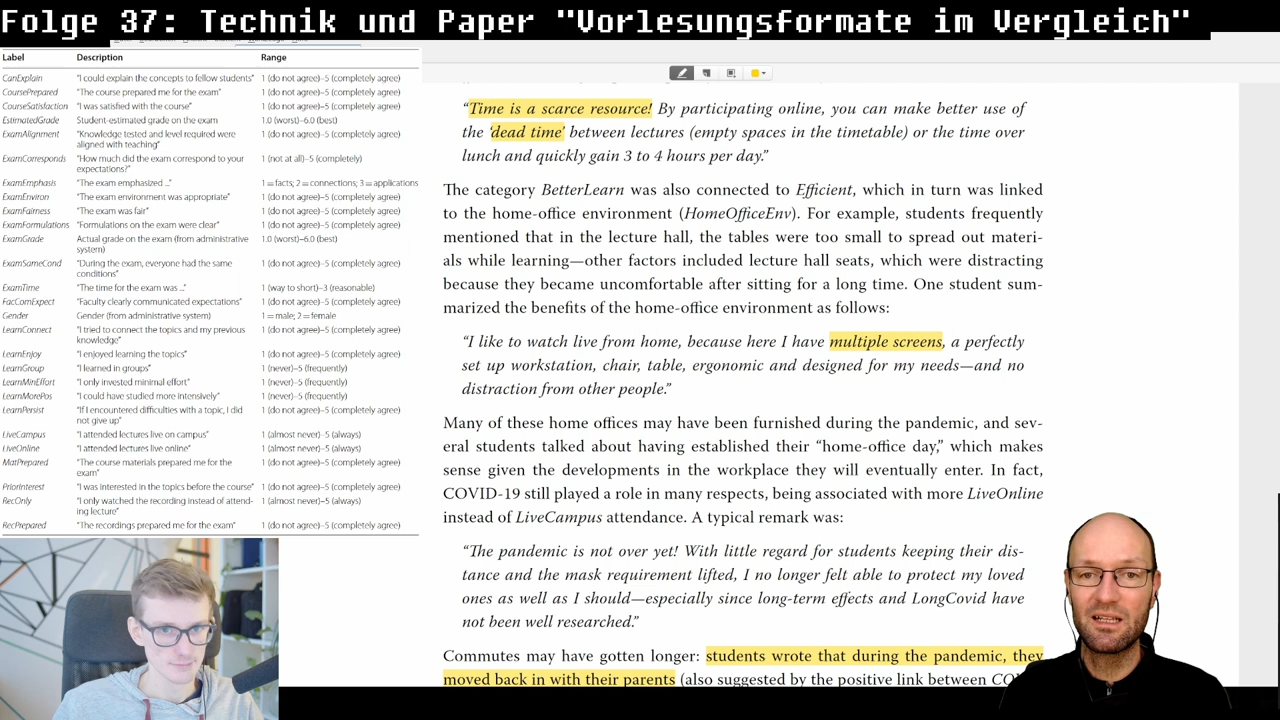 Folge 37: Technik und Paper "Vorlesungsformate im Vergleich"
Label Description Range
CanExplain "I could explain the concepts to fellow students" 1 (do not agree)–5 (completely agree)
CoursePrepared "The course prepared me for the exam" 1 (do not agree)–5 (completely agree)
CourseSatisfaction "I was satisfied with the course" 1 (do not agree)–5 (completely agree)
EstimatedGrade Student-estimated grade on the exam 1.0 (worst)–6.0 (best)
ExamAlignment "Knowledge tested and level required were 1 (do not agree)–5 (completely agree)
aligned with teaching"
ExamCorresponds "How much did the exam correspond to your 1 (not at all)–5 (completely)
expectations?"
ExamEmphasis "The exam emphasized ..." 1 = facts; 2 = connections; 3 = applications
ExamEnviron "The exam environment was appropriate" 1 (do not agree)–5 (completely agree)
ExamFairness "The exam was fair" 1 (do not agree)–5 (completely agree)
ExamFormulations "Formulations on the exam were clear" 1 (do not agree)–5 (completely agree)
ExamGrade Actual grade on the exam (from administrative 1.0 (worst)–6.0 (best)
system)
ExamSameCond "During the exam, everyone had the same 1 (do not agree)–5 (completely agree)
conditions"
ExamTime "The time for the exam was ..." 1 (way to short)–3 (reasonable)
FacComExpect "Faculty clearly communicated expectations" 1 (do not agree)–5 (completely agree)
Gender Gender (from administrative system) 1 = male; 2 = female
LearnConnect "I tried to connect the topics and my previous 1 (do not agree)–5 (completely agree)
knowledge"
LearnEnjoy "I enjoyed learning the topics" 1 (do not agree)–5 (completely agree)
LearnGroup "I learned in groups" 1 (never)–5 (frequently)
LearnMinEffort "I only invested minimal effort" 1 (never)–5 (frequently)
LearnMorePos "I could have studied more intensively" 1 (never)–5 (frequently)
LearnPersist "If I encountered difficulties with a topic, I did 1 (do not agree)–5 (completely agree)
not give up"
LiveCampus "I attended lectures live on campus" 1 (almost never)–5 (always)
LiveOnline "I attended lectures live online" 1 (almost never)–5 (always)
MatPrepared "The course materials prepared me for the 1 (do not agree)–5 (completely agree)
exam"
PriorInterest "I was interested in the topics before the course" 1 (do not agree)–5 (completely agree)
RecOnly "I only watched the recording instead of attend- 1 (almost never)–5 (always)
ing lecture"
RecPrepared "The recordings prepared me for the exam" 1 (do not agree)–5 (completely agree)
"Time is a scarce resource! By participating online, you can make better use of
the 'dead time' between lectures (empty spaces in the timetable) or the time over
lunch and quickly gain 3 to 4 hours per day."
The category BetterLearn was also connected to Efficient, which in turn was linked
to the home-office environment (HomeOfficeEnv). For example, students frequently
mentioned that in the lecture hall, the tables were too small to spread out materi-
als while learning—other factors included lecture hall seats, which were distracting
because they became uncomfortable after sitting for a long time. One student sum-
marized the benefits of the home-office environment as follows:
"I like to watch live from home, because here I have multiple screens, a perfectly
set up workstation, chair, table, ergonomic and designed for my needs—and no
distraction from other people."
Many of these home offices may have been furnished during the pandemic, and sev-
eral students talked about having established their "home-office day," which makes
sense given the developments in the workplace they will eventually enter. In fact,
COVID-19 still played a role in many respects, being associated with more LiveOnline
instead of LiveCampus attendance. A typical remark was:
"The pandemic is not over yet! With little regard for students keeping their dis-
tance and the mask requirement lifted, I no longer felt able to protect my loved
ones as well as I should—especially since long-term effects and LongCovid have
not been well researched."
Commutes may have gotten longer: students wrote that during the pandemic, they
moved back in with their parents (also suggested by the positive link between